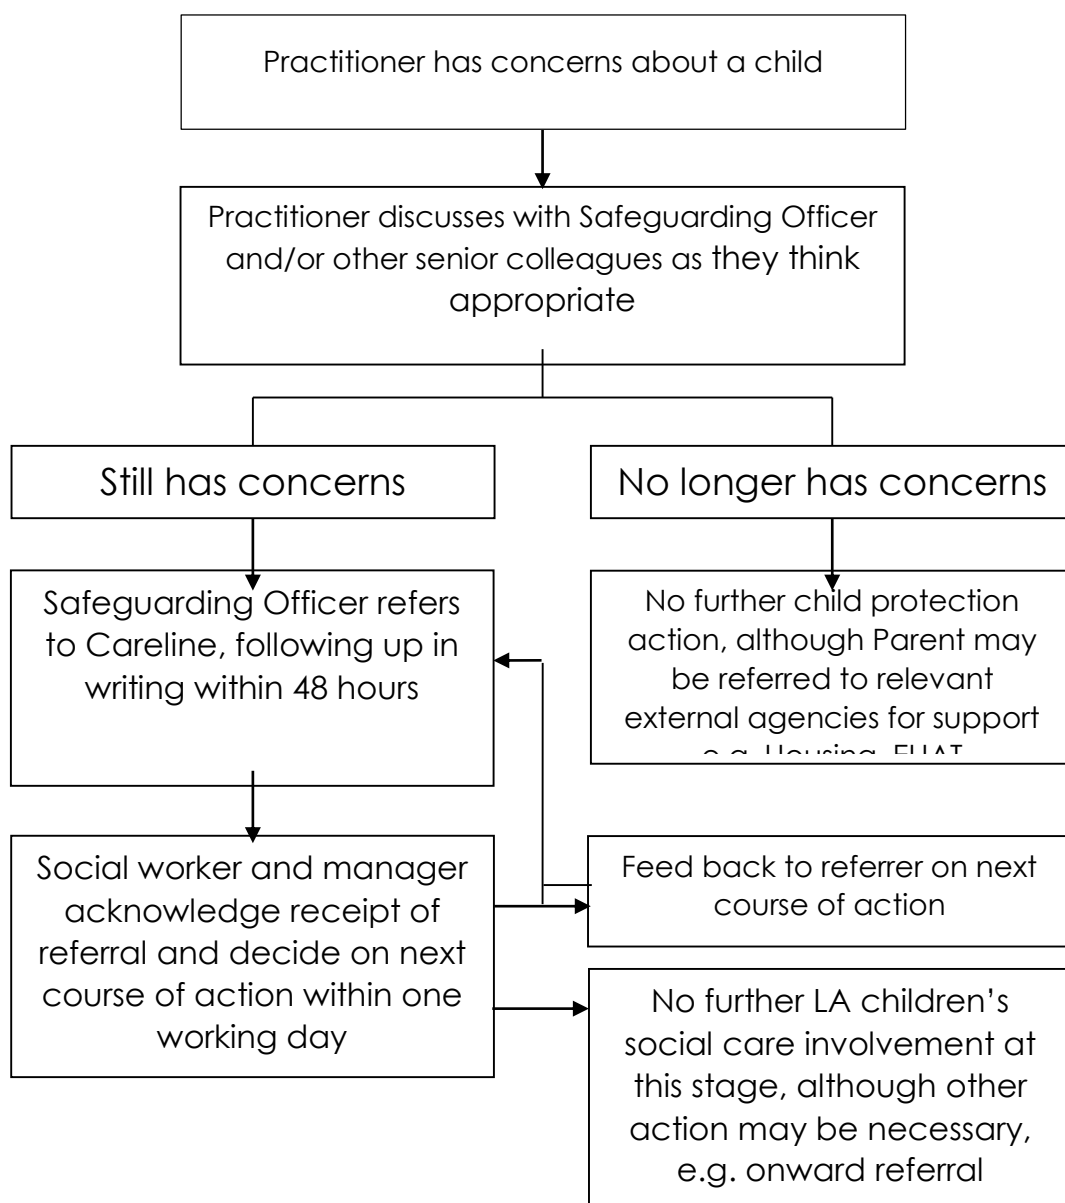 Practitioner has concerns about a child
Practitioner discusses with Safeguarding Officer
and/or other senior colleagues as they think
appropriate
Still has concerns
No longer has concerns
Safeguarding Officer refers
to Careline, following up in
writing within 48 hours
No further child protection
action, although Parent may
be referred to relevant
external agencies for support
e.g. Housing,
Social worker and manager
acknowledge receipt of
referral and decide on next
course of action within one
working day
Feed back to referrer on next
course of action
No further LA children’s
social care involvement at
this stage, although other
action may be necessary,
e.g. onward referral